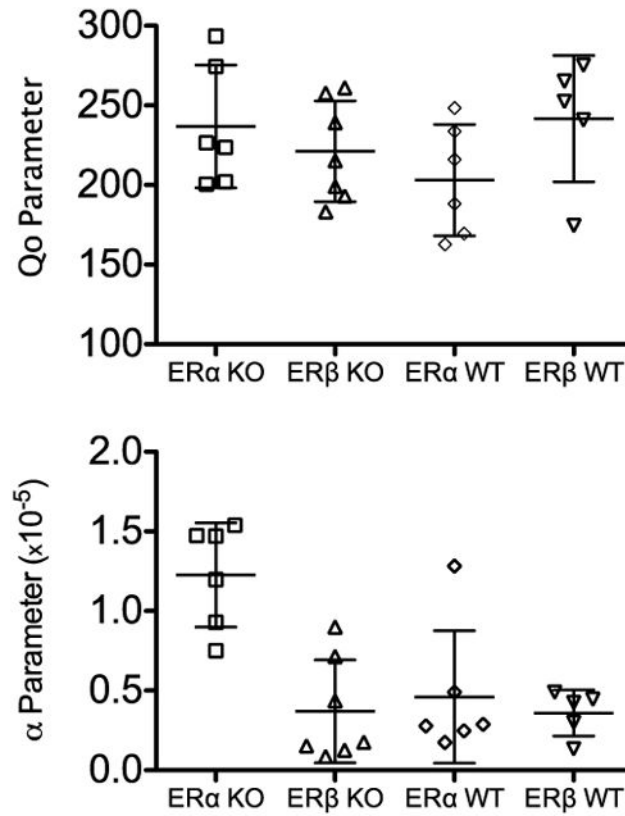 Qo Parameter
300
250
200
150
100
ERα KO ERβ KO ERα WT ERβ WT
α Parameter (x10⁻⁵)
2.0
1.5
1.0
0.5
0.0
ERα KO ERβ KO ERα WT ERβ WT